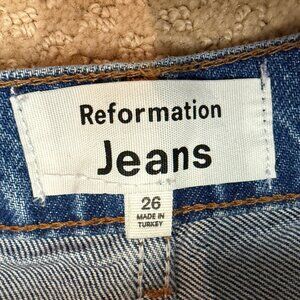 Reformation
Jeans
26
MADE IN
TURKEY